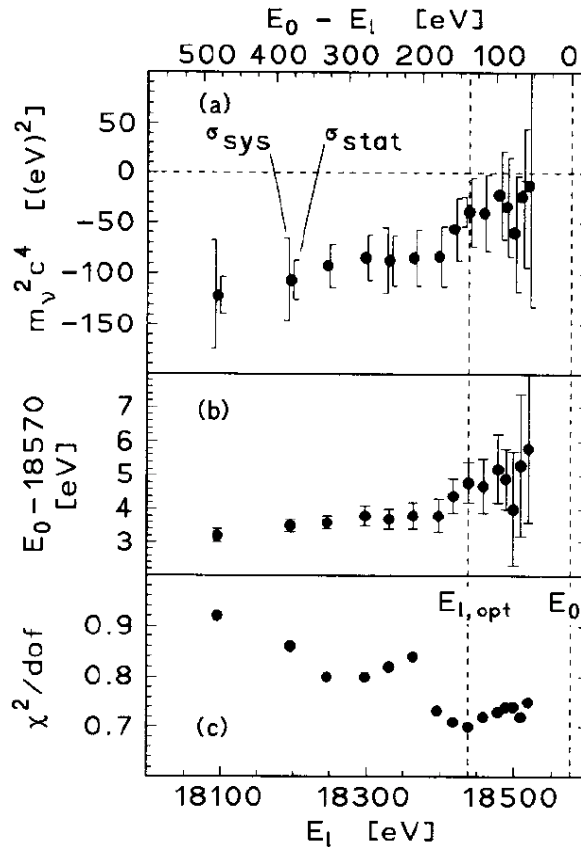 E₀ − Eₗ [eV]
500 400 300 200 100 0
(a)
σsys σstat
50
0
−50
−100
−150
mν²c⁴ [(eV)²]
(b)
7
6
5
4
3
E₀−18570
[eV]
Eₗ,opt E₀
0.9
0.8
0.7
χ²/dof
(c)
18100 18300 18500
Eₗ [eV]